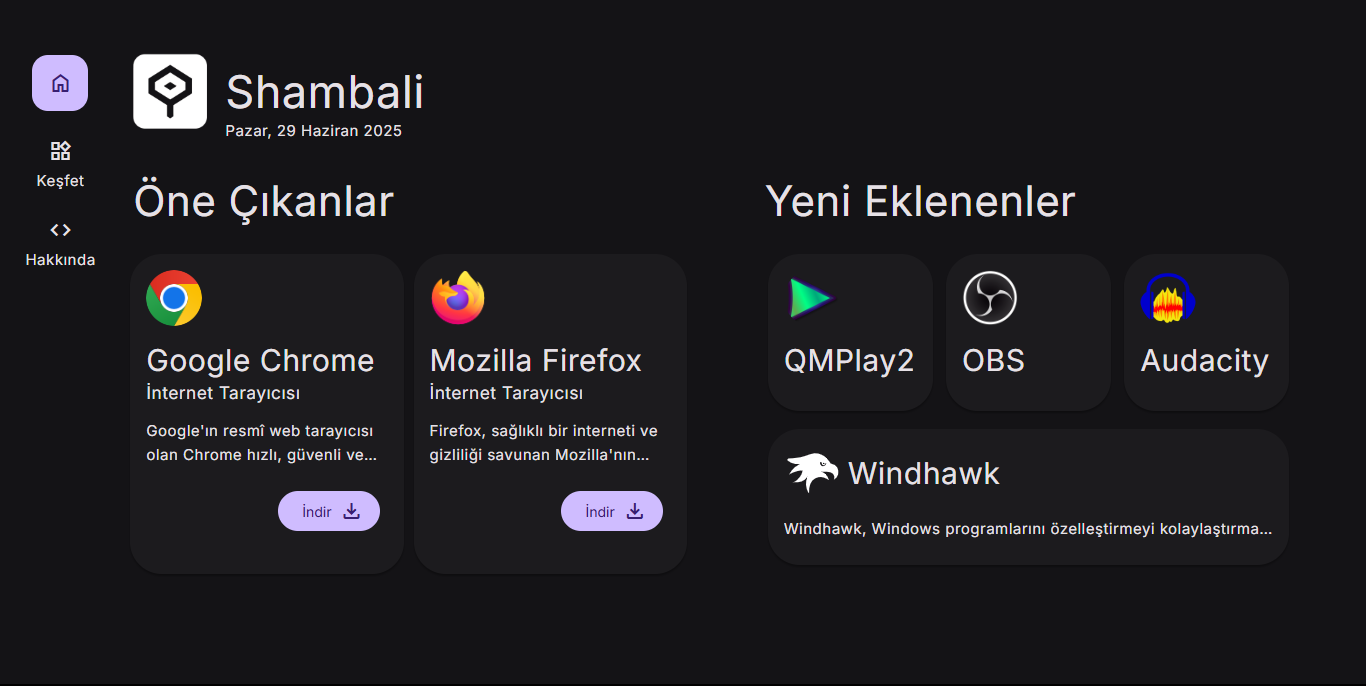 Shambali
Pazar, 29 Haziran 2025
Keşfet
Hakkında
Öne Çıkanlar
Google Chrome
İnternet Tarayıcısı
Google'ın resmî web tarayıcısı
olan Chrome hızlı, güvenli ve...
İndir
Mozilla Firefox
İnternet Tarayıcısı
Firefox, sağlıklı bir interneti ve
gizliliği savunan Mozilla'nın...
İndir
Yeni Eklenenler
QMPlay2
OBS
Audacity
Windhawk
Windhawk, Windows programlarını özelleştirmeyi kolaylaştırma...